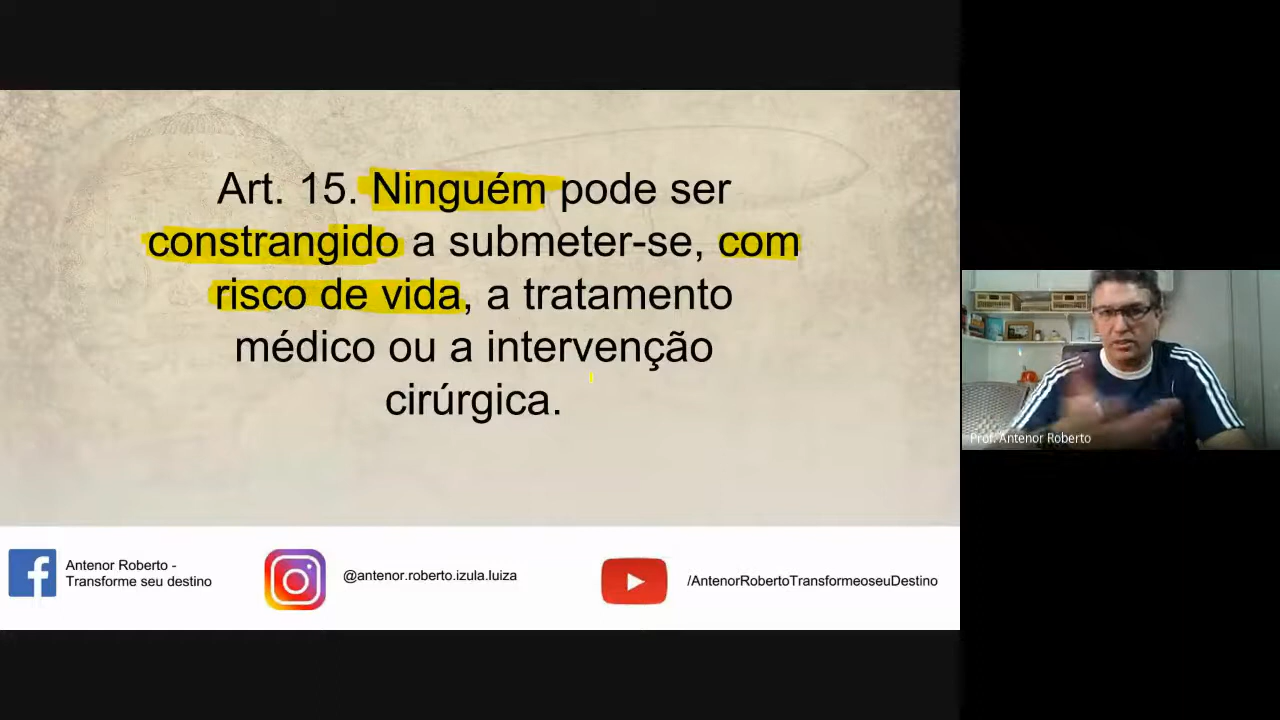 Art. 15. Ninguém pode ser
constrangido a submeter-se, com
risco de vida, a tratamento
médico ou a intervenção
cirúrgica.
Prof. Antenor Roberto
Antenor Roberto -
Transforme seu destino
@antenor.roberto.izula.luiza
/AntenorRobertoTransformeoseuDestino